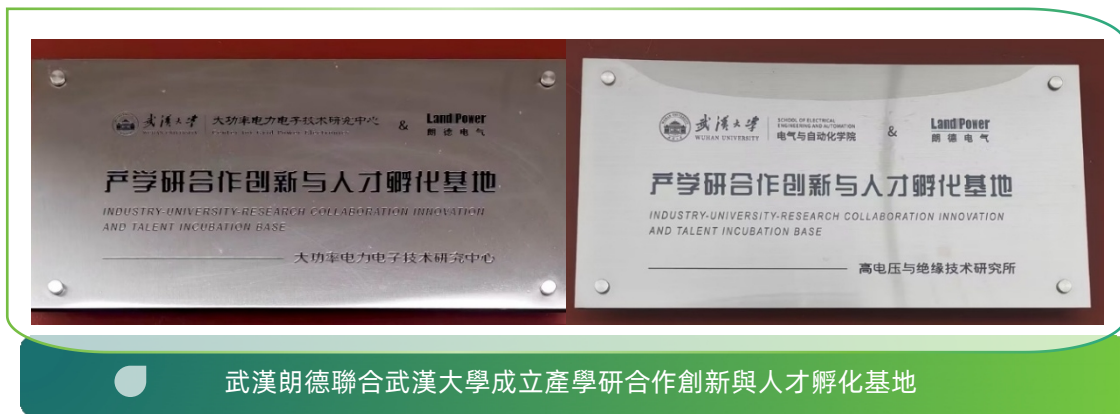 武漢大学
WUHAN UNIVERSITY
大功率电力电子技术研究中心
&
Land Power
朗德电气
产学研合作创新与人才孵化基地
INDUSTRY-UNIVERSITY-RESEARCH COLLABORATION INNOVATION
AND TALENT INCUBATION BASE
大功率电力电子技术研究中心
武漢大学
WUHAN UNIVERSITY
SCHOOL OF ELECTRICAL
ENGINEERING AND AUTOMATION
电气与自动化学院
&
Land Power
朗德电气
产学研合作创新与人才孵化基地
INDUSTRY-UNIVERSITY-RESEARCH COLLABORATION INNOVATION
AND TALENT INCUBATION BASE
高电压与绝缘技术研究所
武漢朗德聯合武漢大學成立產學研合作創新與人才孵化基地